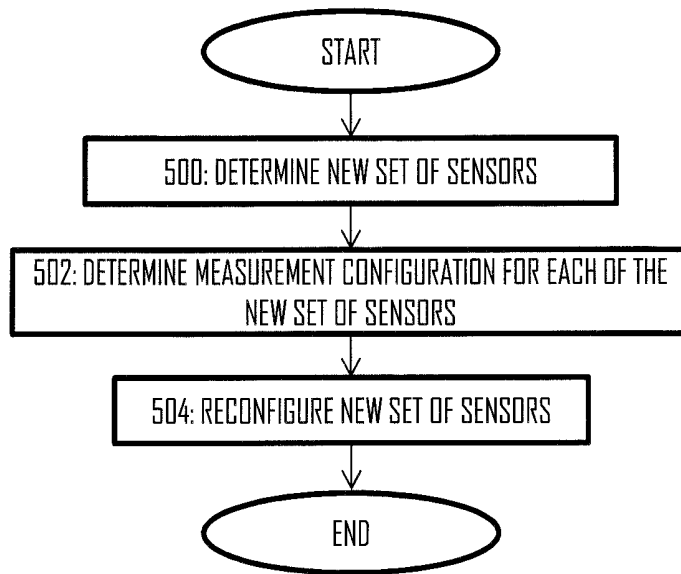 START
500: DETERMINE NEW SET OF SENSORS
502: DETERMINE MEASUREMENT CONFIGURATION FOR EACH OF THE
NEW SET OF SENSORS
504: RECONFIGURE NEW SET OF SENSORS
END